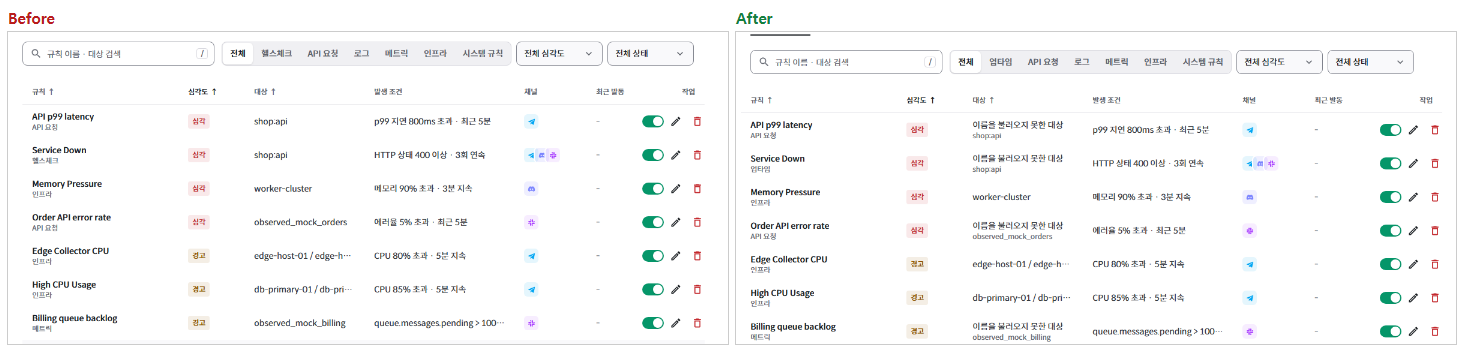 Before
규칙 이름 · 대상 검색 /
전체 헬스체크 API 요청 로그 메트릭 인프라 시스템 규칙 전체 심각도 전체 상태
규칙 ↑ 심각도 ↑ 대상 ↑ 발생 조건 채널 최근 발동 작업
API p99 latency 심각 shop:api p99 지연 800ms 초과 · 최근 5분 -
API 요청
Service Down 심각 shop:api HTTP 상태 400 이상 · 3회 연속 -
헬스체크
Memory Pressure 심각 worker-cluster 메모리 90% 초과 · 3분 지속 -
인프라
Order API error rate 심각 observed_mock_orders 에러율 5% 초과 · 최근 5분 -
API 요청
Edge Collector CPU 경고 edge-host-01 / edge-h… CPU 80% 초과 · 5분 지속 -
인프라
High CPU Usage 경고 db-primary-01 / db-pri… CPU 85% 초과 · 5분 지속 -
인프라
Billing queue backlog 경고 observed_mock_billing queue.messages.pending > 100… -
메트릭
After
규칙 이름 · 대상 검색 /
전체 업타임 API 요청 로그 메트릭 인프라 시스템 규칙 전체 심각도 전체 상태
규칙 ↑ 심각도 ↑ 대상 ↑ 발생 조건 채널 최근 발동 작업
API p99 latency 심각 이름을 불러오지 못한 대상 p99 지연 800ms 초과 · 최근 5분 -
API 요청 shop:api
Service Down 심각 이름을 불러오지 못한 대상 HTTP 상태 400 이상 · 3회 연속 -
업타임 shop:api
Memory Pressure 심각 worker-cluster 메모리 90% 초과 · 3분 지속 -
인프라
Order API error rate 심각 이름을 불러오지 못한 대상 에러율 5% 초과 · 최근 5분 -
API 요청 observed_mock_orders
Edge Collector CPU 경고 edge-host-01 / edge-h… CPU 80% 초과 · 5분 지속 -
인프라
High CPU Usage 경고 db-primary-01 / db-pri… CPU 85% 초과 · 5분 지속 -
인프라
Billing queue backlog 경고 이름을 불러오지 못한 대상 queue.messages.pending > 100… -
메트릭 observed_mock_billing